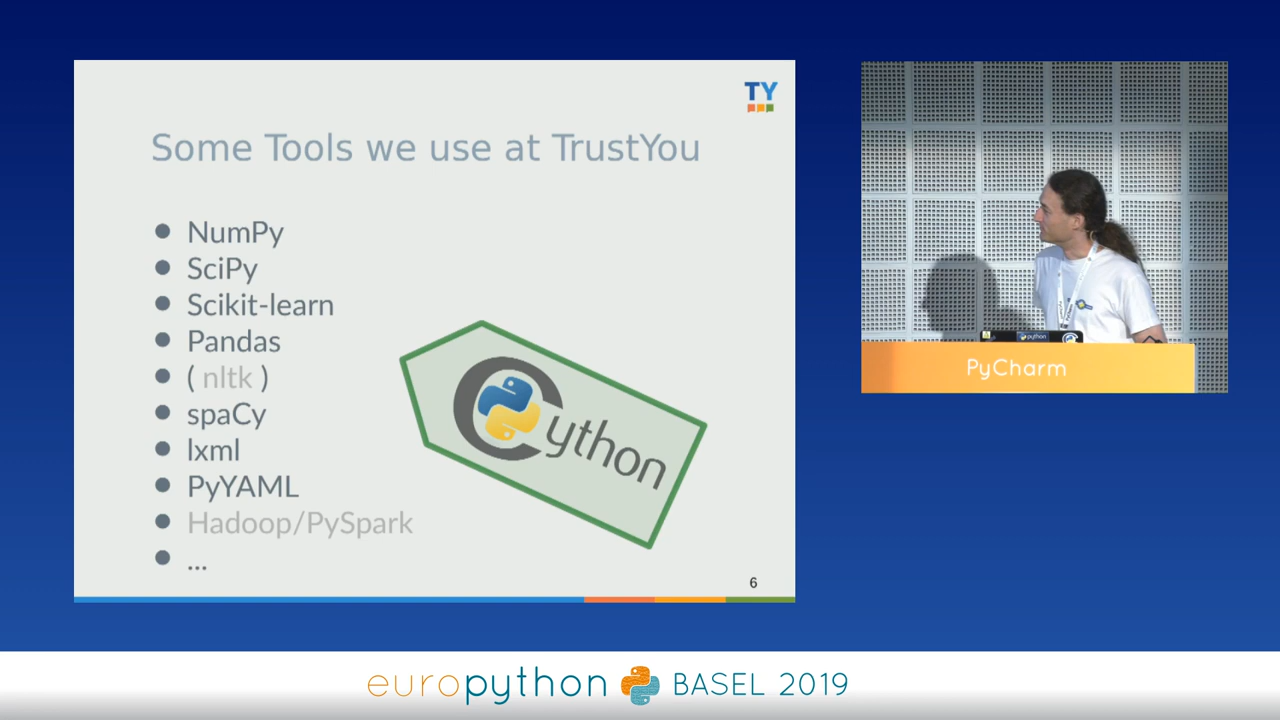 TY
Some Tools we use at TrustYou
NumPy
SciPy
Scikit-learn
Pandas
( nltk )
spaCy
lxml
PyYAML
Hadoop/PySpark
...
Cython
6
python
PyCharm
europython BASEL 2019